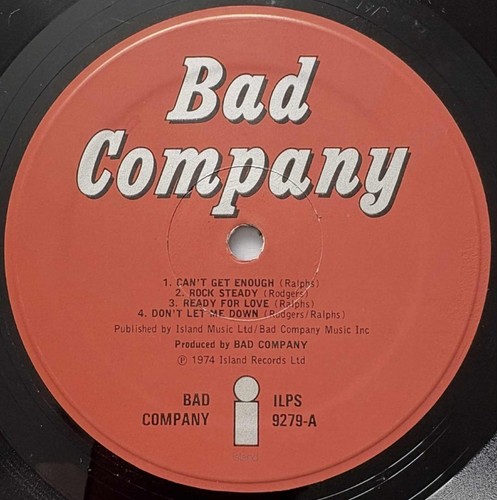 Bad
Company
1. CAN'T GET ENOUGH (Ralphs)
2. ROCK STEADY (Rodgers)
3. READY FOR LOVE (Ralphs)
4. DON'T LET ME DOWN (Rodgers/Ralphs)
Published by Island Music Ltd/Bad Company Music Inc
Produced by BAD COMPANY
℗ 1974 Island Records Ltd
BAD COMPANY
i
ILPS 9279-A